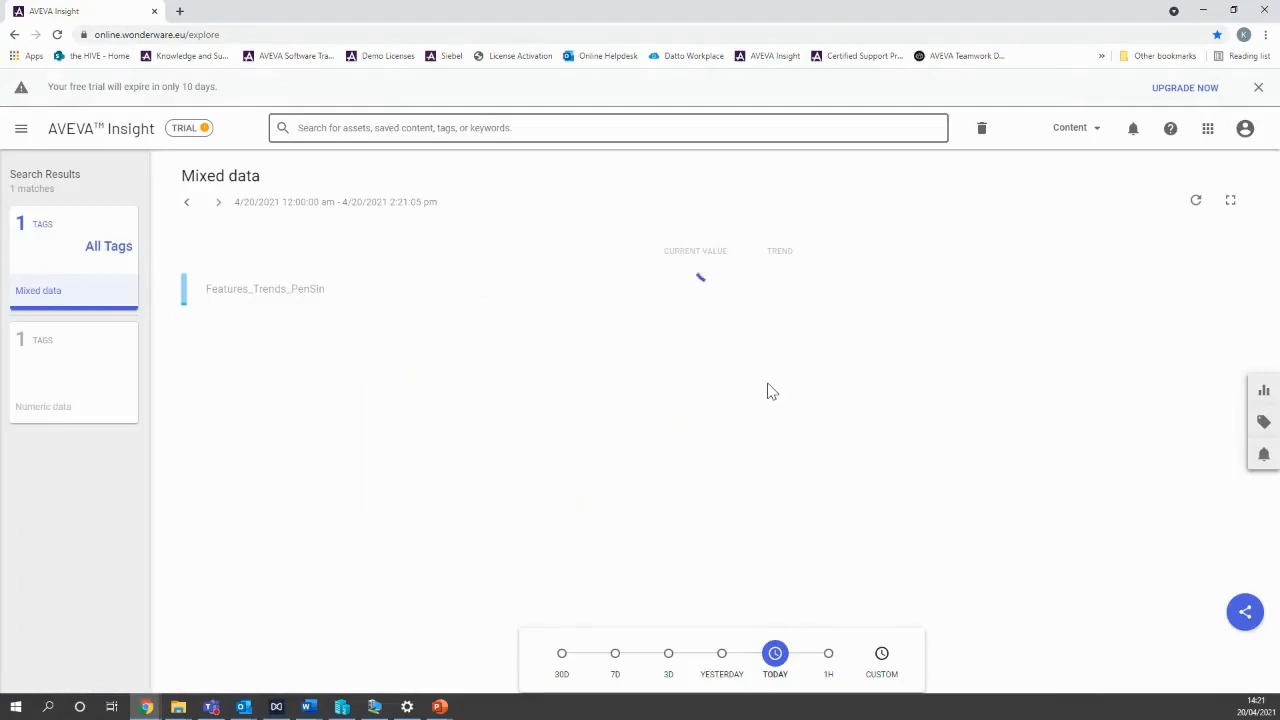 AVEVA Insight
online.wonderware.eu/explore
K
Apps
the HIVE - Home
Knowledge and Su...
AVEVA Software Tra...
Demo Licenses
Siebel
License Activation
Online Helpdesk
Datto Workplace
AVEVA Insight
Certified Support Pr...
AVEVA Teamwork D...
»
Other bookmarks
Reading list
Your free trial will expire in only 10 days.
UPGRADE NOW
AVEVA™ Insight
TRIAL
Search for assets, saved content, tags, or keywords.
Content
Search Results
1 matches
1 TAGS
All Tags
Mixed data
1 TAGS
Numeric data
Mixed data
4/20/2021 12:00:00 am - 4/20/2021 2:21:05 pm
CURRENT VALUE
TREND
Features_Trends_PenSin
30D
7D
3D
YESTERDAY
TODAY
1H
CUSTOM
14:21
20/04/2021